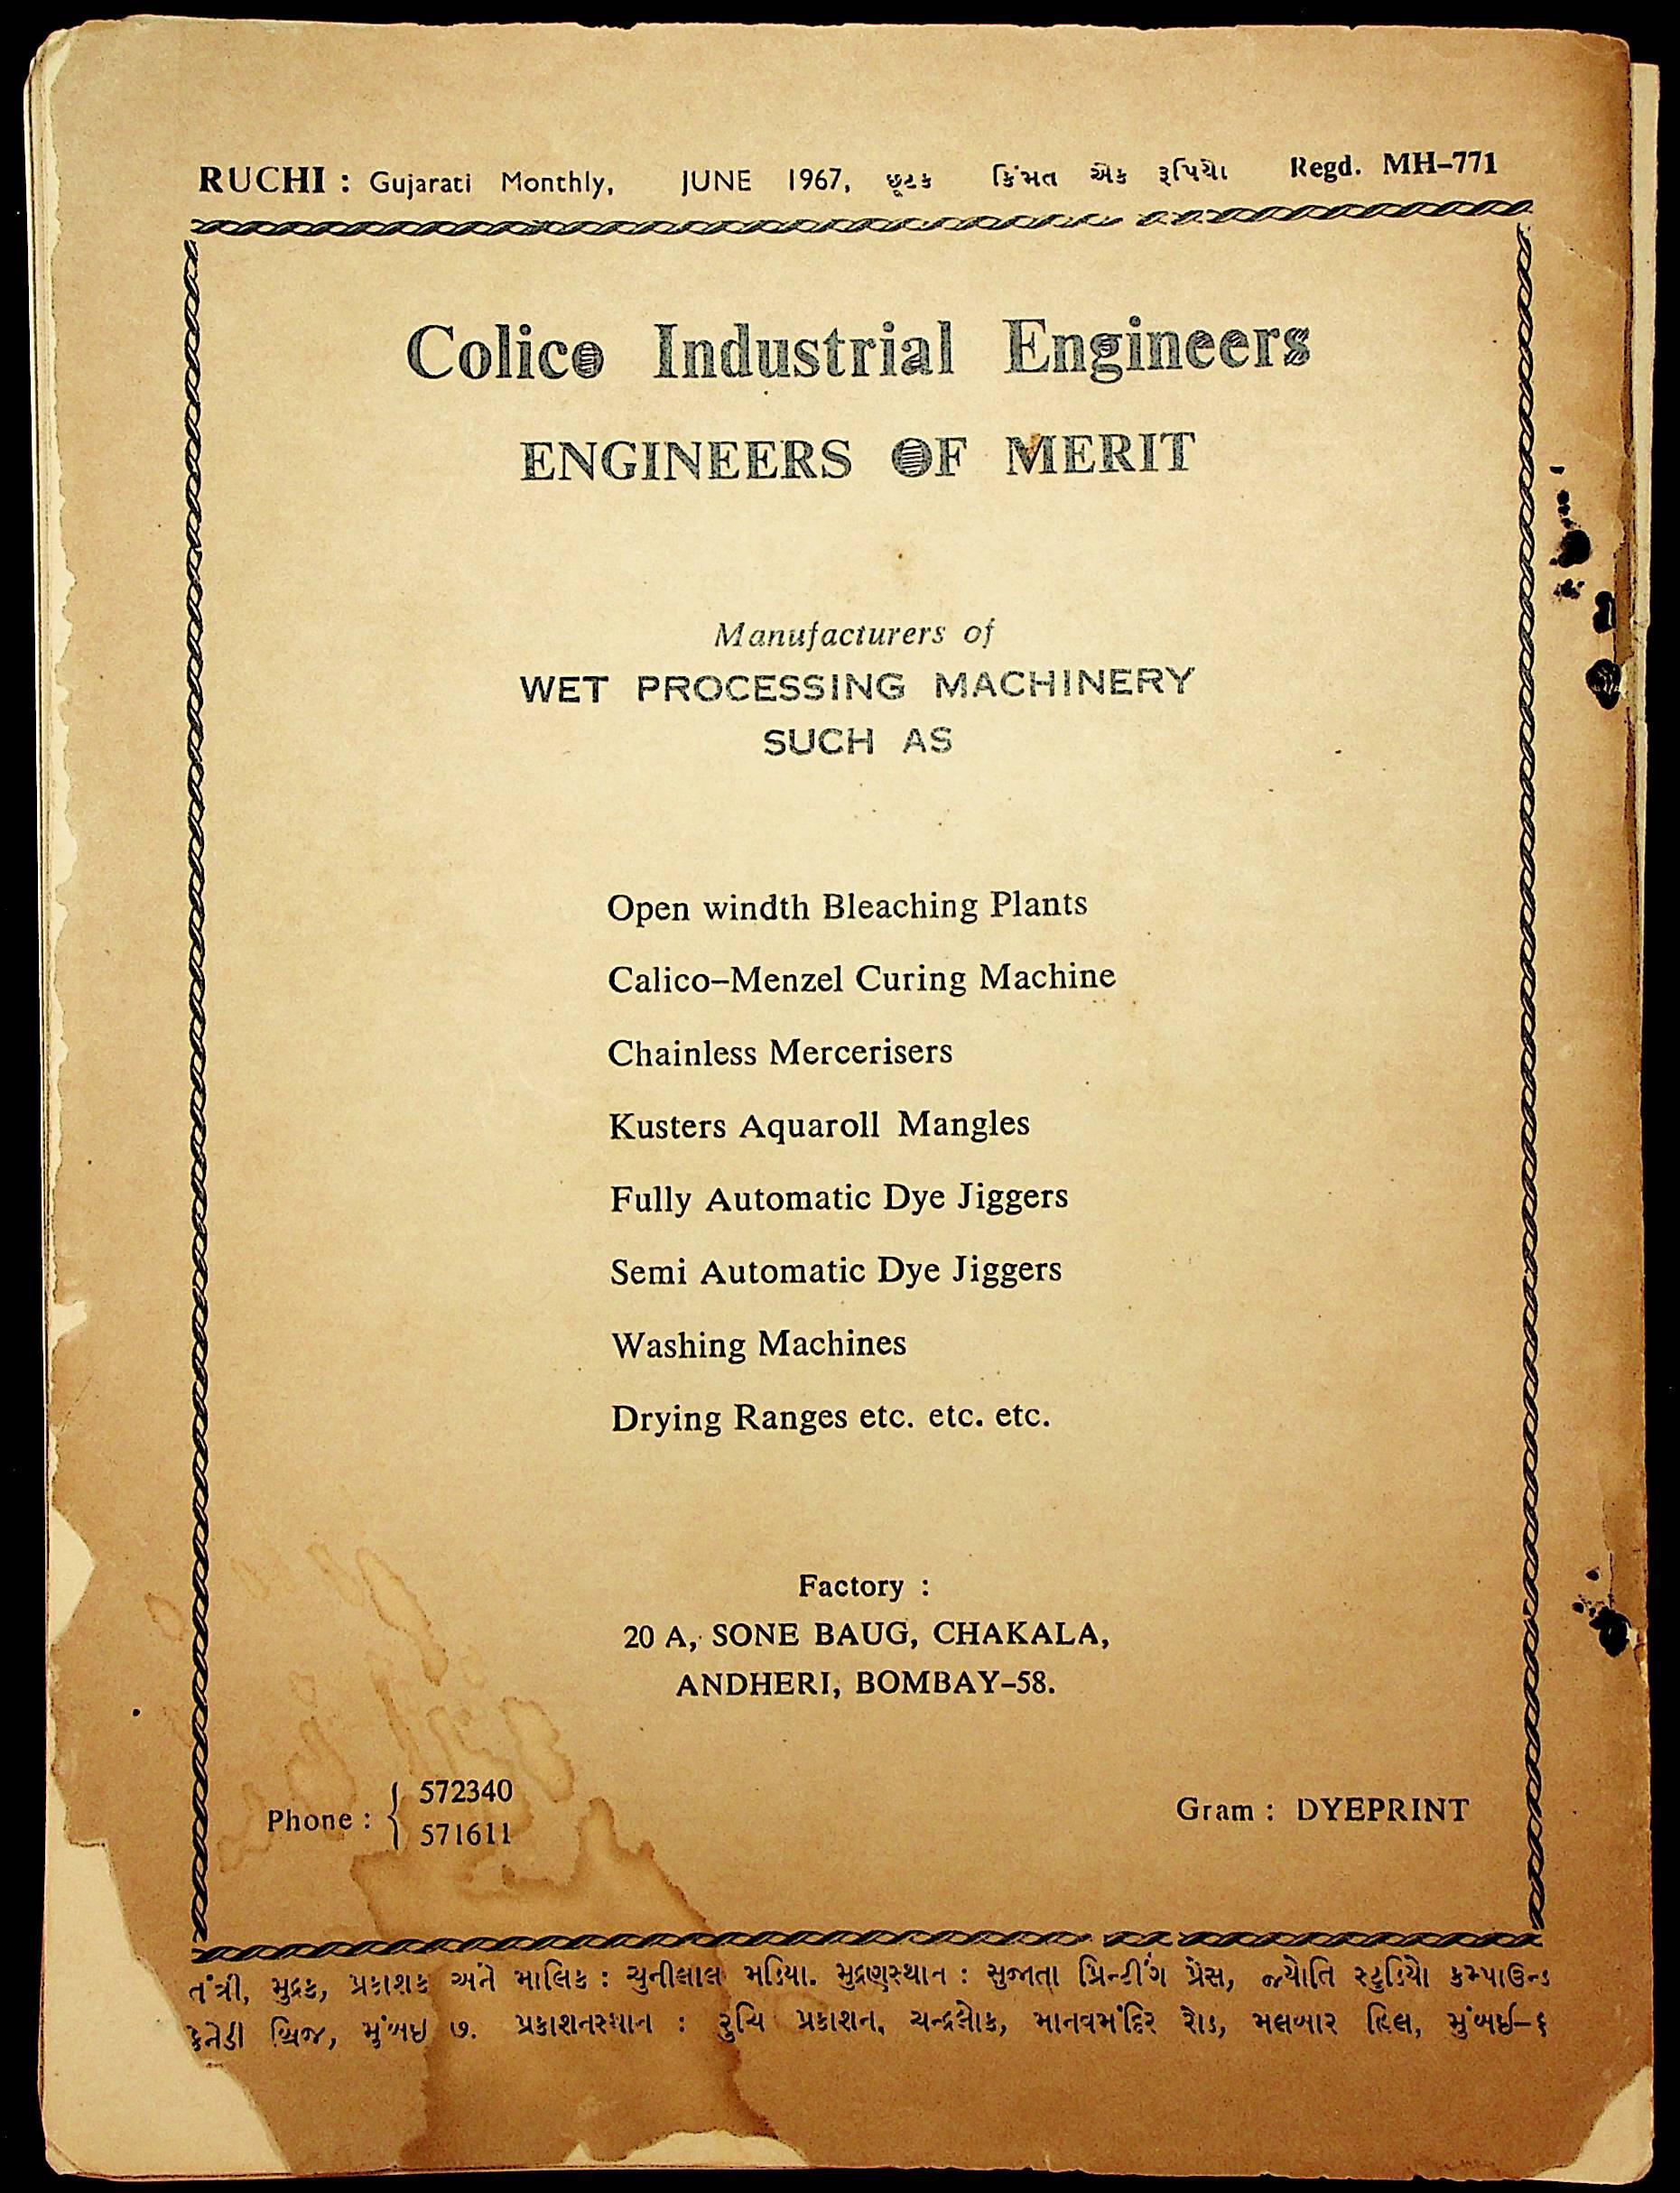 RUCHI : Gujarati Monthly, JUNE 1967, છૂટક કિંમત એક રૂપિયો Regd. MH–771
Colico Industrial Engineers
ENGINEERS OF MERIT
Manufacturers of
WET PROCESSING MACHINERY
SUCH AS
Open windth Bleaching Plants
Calico–Menzel Curing Machine
Chainless Mercerisers
Kusters Aquaroll Mangles
Fully Automatic Dye Jiggers
Semi Automatic Dye Jiggers
Washing Machines
Drying Ranges etc. etc. etc.
Factory :
20 A, SONE BAUG, CHAKALA,
ANDHERI, BOMBAY–58.
Phone : { 572340
571611
Gram : DYEPRINT
તંત્રી, મુદ્રક, પ્રકાશક અને માલિક : ચુનીલાલ મડિયા. મુદ્રણસ્થાન : સુજાતા પ્રિન્ટીંગ પ્રેસ, જ્યોતિ સ્ટુડિયો કમ્પાઉન્ડ
કેનેડી બ્રિજ, મુંબઇ ૭. પ્રકાશનસ્થાન : રુચિ પ્રકાશન, ચન્દ્રલોક, માનવમંદિર રોડ, મલબાર હિલ, મુંબઇ–૬